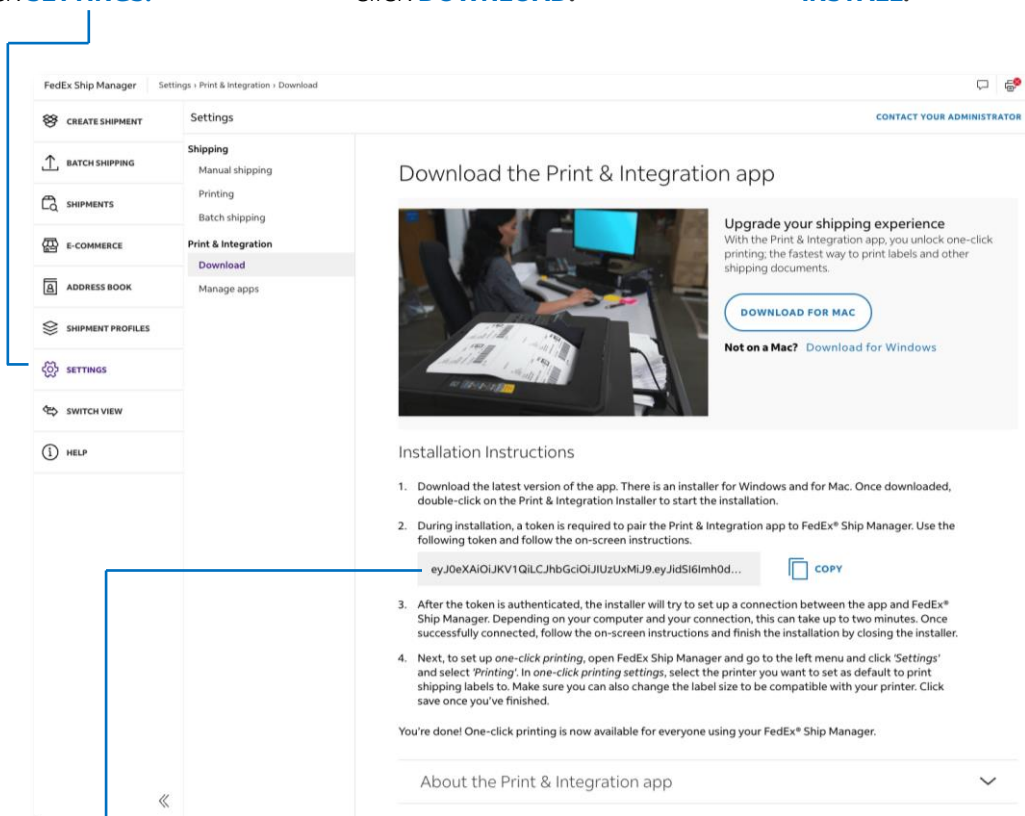 SETTINGS.
CLICK DOWNLOAD.
INSTALL.
FedEx Ship Manager
Settings › Print & Integration › Download
CREATE SHIPMENT
BATCH SHIPPING
SHIPMENTS
E-COMMERCE
ADDRESS BOOK
SHIPMENT PROFILES
SETTINGS
SWITCH VIEW
HELP
Settings
CONTACT YOUR ADMINISTRATOR
Shipping
Manual shipping
Printing
Batch shipping
Print & Integration
Download
Manage apps
Download the Print & Integration app
Upgrade your shipping experience
With the Print & Integration app, you unlock one-click
printing; the fastest way to print labels and other
shipping documents.
DOWNLOAD FOR MAC
Not on a Mac? Download for Windows
Installation Instructions
1. Download the latest version of the app. There is an installer for Windows and for Mac. Once downloaded,
double-click on the Print & Integration Installer to start the installation.
2. During installation, a token is required to pair the Print & Integration app to FedEx® Ship Manager. Use the
following token and follow the on-screen instructions.
eyJ0eXAiOiJKV1QiLCJhbGciOiJIUzUxMiJ9.eyJidSI6Imh0d...
COPY
3. After the token is authenticated, the installer will try to set up a connection between the app and FedEx®
Ship Manager. Depending on your computer and your connection, this can take up to two minutes. Once
successfully connected, follow the on-screen instructions and finish the installation by closing the installer.
4. Next, to set up one-click printing, open FedEx Ship Manager and go to the left menu and click 'Settings'
and select 'Printing'. In one-click printing settings, select the printer you want to set as default to print
shipping labels to. Make sure you can also change the label size to be compatible with your printer. Click
save once you've finished.
You're done! One-click printing is now available for everyone using your FedEx® Ship Manager.
About the Print & Integration app